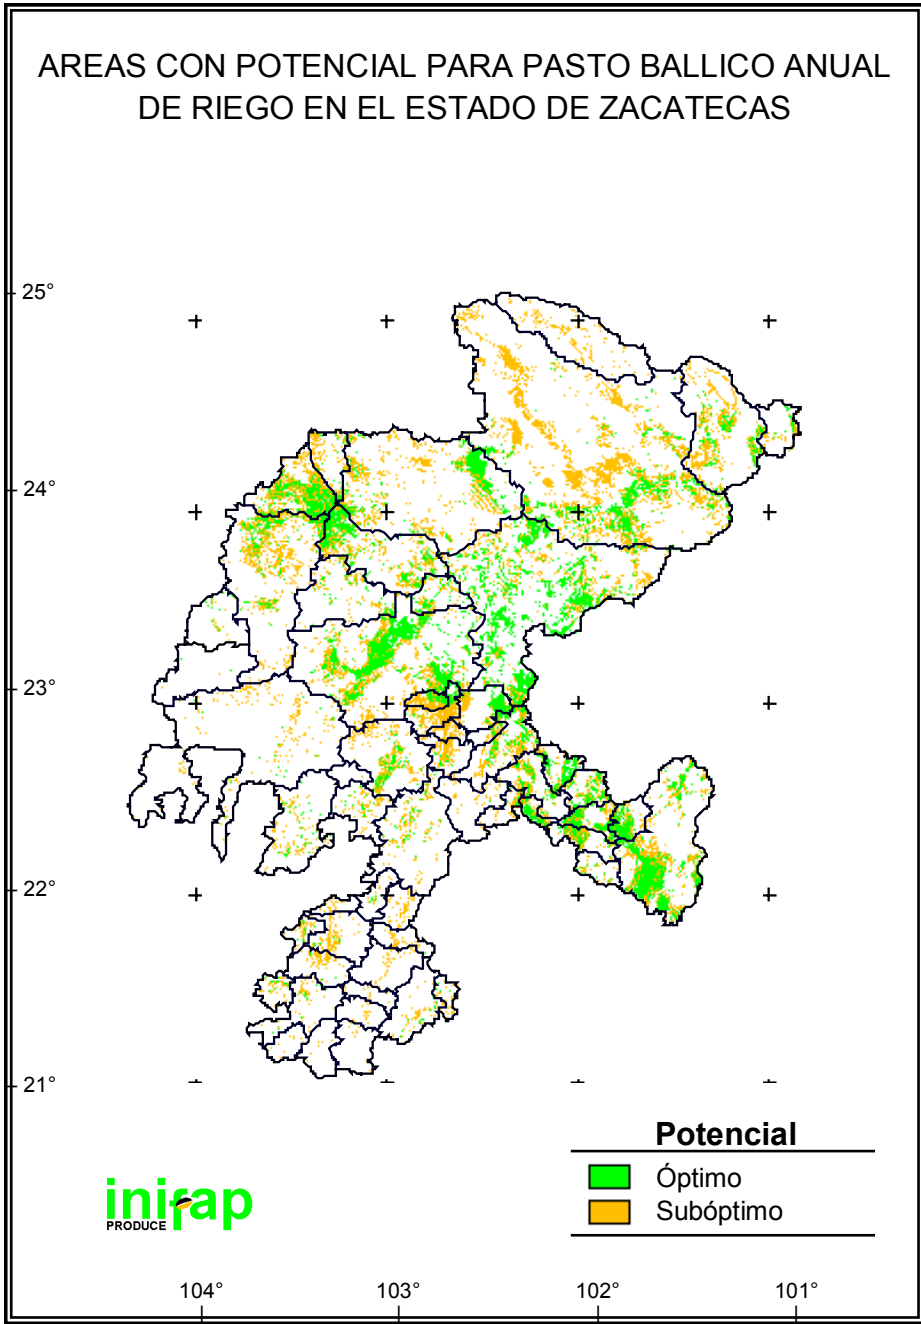 AREAS CON POTENCIAL PARA PASTO BALLICO ANUAL
DE RIEGO EN EL ESTADO DE ZACATECAS
25°
24°
23°
22°
21°
Potencial
Óptimo
Subóptimo
inifap
PRODUCE
104°
103°
102°
101°